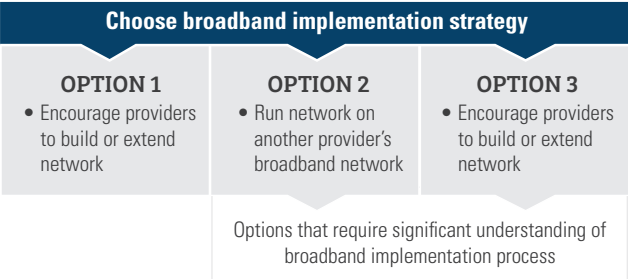 Choose broadband implementation strategy
OPTION 1
• Encourage providers
to build or extend
network
OPTION 2
• Run network on
another provider's
broadband network
OPTION 3
• Encourage providers
to build or extend
network
Options that require significant understanding of
broadband implementation process